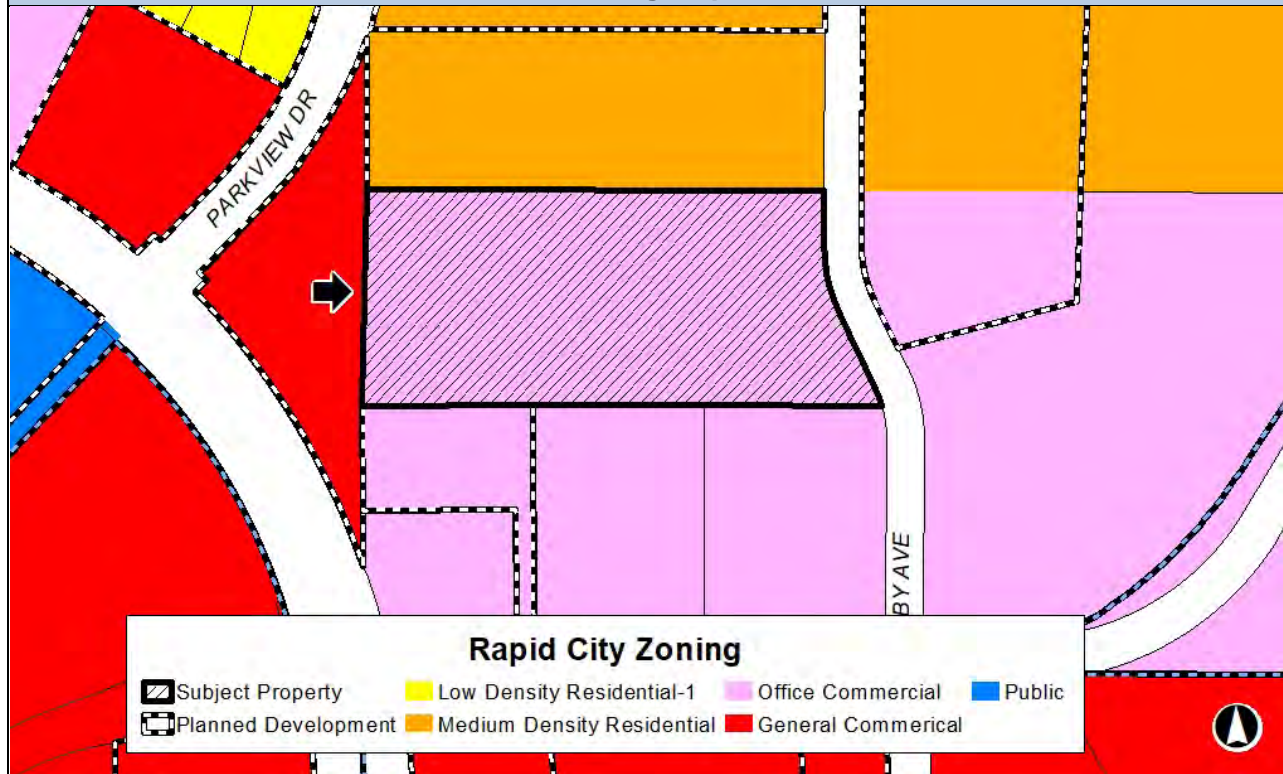 PARKVIEW DR
BY AVE
Rapid City Zoning
Subject Property
Low Density Residential-1
Office Commercial
Public
Planned Development
Medium Density Residential
General Commerical